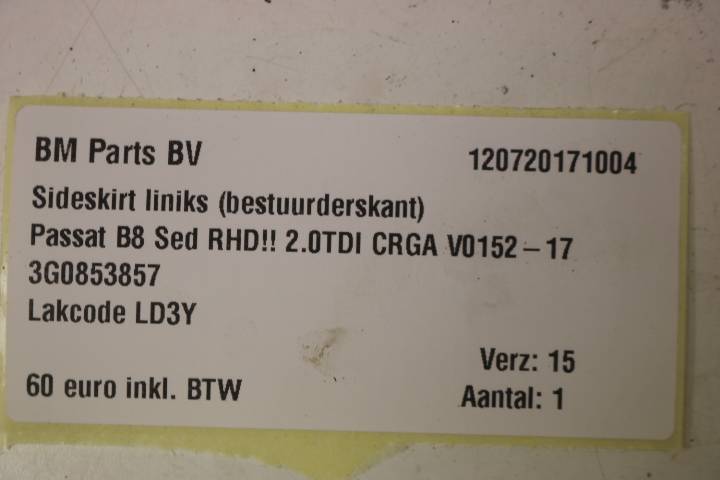 BM Parts BV 120720171004
Sideskirt liniks (bestuurderskant)
Passat B8 Sed RHD!! 2.0TDI CRGA V0152-17
3G0853857
Lakcode LD3Y
Verz: 15
60 euro inkl. BTW Aantal: 1